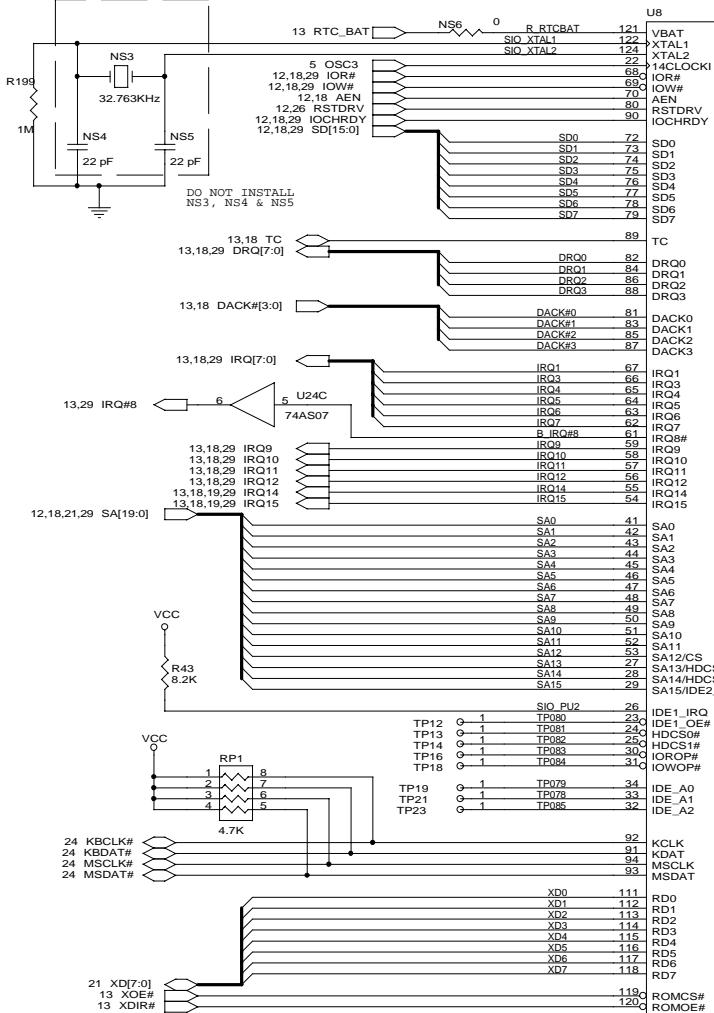 U8
13 RTC_BAT NS6 0 R_RTCBAT 121 VBAT
SIO_XTAL1 122 XTAL1
SIO_XTAL2 124 XTAL2
5 OSC3 22 14CLOCKI
12,18,29 IOR# 68 IOR#
12,18,29 IOW# 69 IOW#
12,18 AEN 70 AEN
12,26 RSTDRV 80 RSTDRV
12,18,29 IOCHRDY 90 IOCHRDY
12,18,29 SD[15:0]
NS3
32.763KHz
R199
1M
NS4
22 pF
NS5
22 pF
DO NOT INSTALL
NS3, NS4 & NS5
SD0 72 SD0
SD1 73 SD1
SD2 74 SD2
SD3 75 SD3
SD4 76 SD4
SD5 77 SD5
SD6 78 SD6
SD7 79 SD7
13,18 TC 89 TC
13,18,29 DRQ[7:0]
DRQ0 82 DRQ0
DRQ1 84 DRQ1
DRQ2 86 DRQ2
DRQ3 88 DRQ3
13,18 DACK#[3:0]
DACK#0 81 DACK0
DACK#1 83 DACK1
DACK#2 85 DACK2
DACK#3 87 DACK3
13,18,29 IRQ[7:0]
IRQ1 67 IRQ1
IRQ3 66 IRQ3
IRQ4 65 IRQ4
IRQ5 64 IRQ5
IRQ6 63 IRQ6
IRQ7 62 IRQ7
13,29 IRQ#8 6 5 U24C
74AS07
B_IRQ#8 61 IRQ8#
13,18,29 IRQ9 IRQ9 59 IRQ9
13,18,29 IRQ10 IRQ10 58 IRQ10
13,18,29 IRQ11 IRQ11 57 IRQ11
13,18,29 IRQ12 IRQ12 56 IRQ12
13,18,19,29 IRQ14 IRQ14 55 IRQ14
13,18,19,29 IRQ15 IRQ15 54 IRQ15
12,18,21,29 SA[19:0]
SA0 41 SA0
SA1 42 SA1
SA2 43 SA2
SA3 44 SA3
SA4 45 SA4
SA5 46 SA5
SA6 47 SA6
SA7 48 SA7
SA8 49 SA8
SA9 50 SA9
SA10 51 SA10
SA11 52 SA11
SA12 53 SA12/CS
SA13 27 SA13/HDCS
SA14 28 SA14/HDCS
SA15 29 SA15/IDE2
VCC
R43
8.2K
SIO_PU2 26 IDE1_IRQ
TP12 1 TP080 23 IDE1_OE#
TP13 1 TP081 24 HDCS0#
TP14 1 TP082 25 HDCS1#
TP16 1 TP083 30 IOROP#
TP18 1 TP084 31 IOWOP#
TP19 1 TP079 34 IDE_A0
TP21 1 TP078 33 IDE_A1
TP23 1 TP085 32 IDE_A2
VCC
RP1
1 8
2 7
3 6
4 5
4.7K
24 KBCLK# 92 KCLK
24 KBDAT# 91 KDAT
24 MSCLK# 94 MSCLK
24 MSDAT# 93 MSDAT
XD0 111 RD0
XD1 112 RD1
XD2 113 RD2
XD3 114 RD3
XD4 115 RD4
XD5 116 RD5
XD6 117 RD6
XD7 118 RD7
21 XD[7:0]
13 XOE# 119 ROMCS#
13 XDIR# 120 ROMOE#